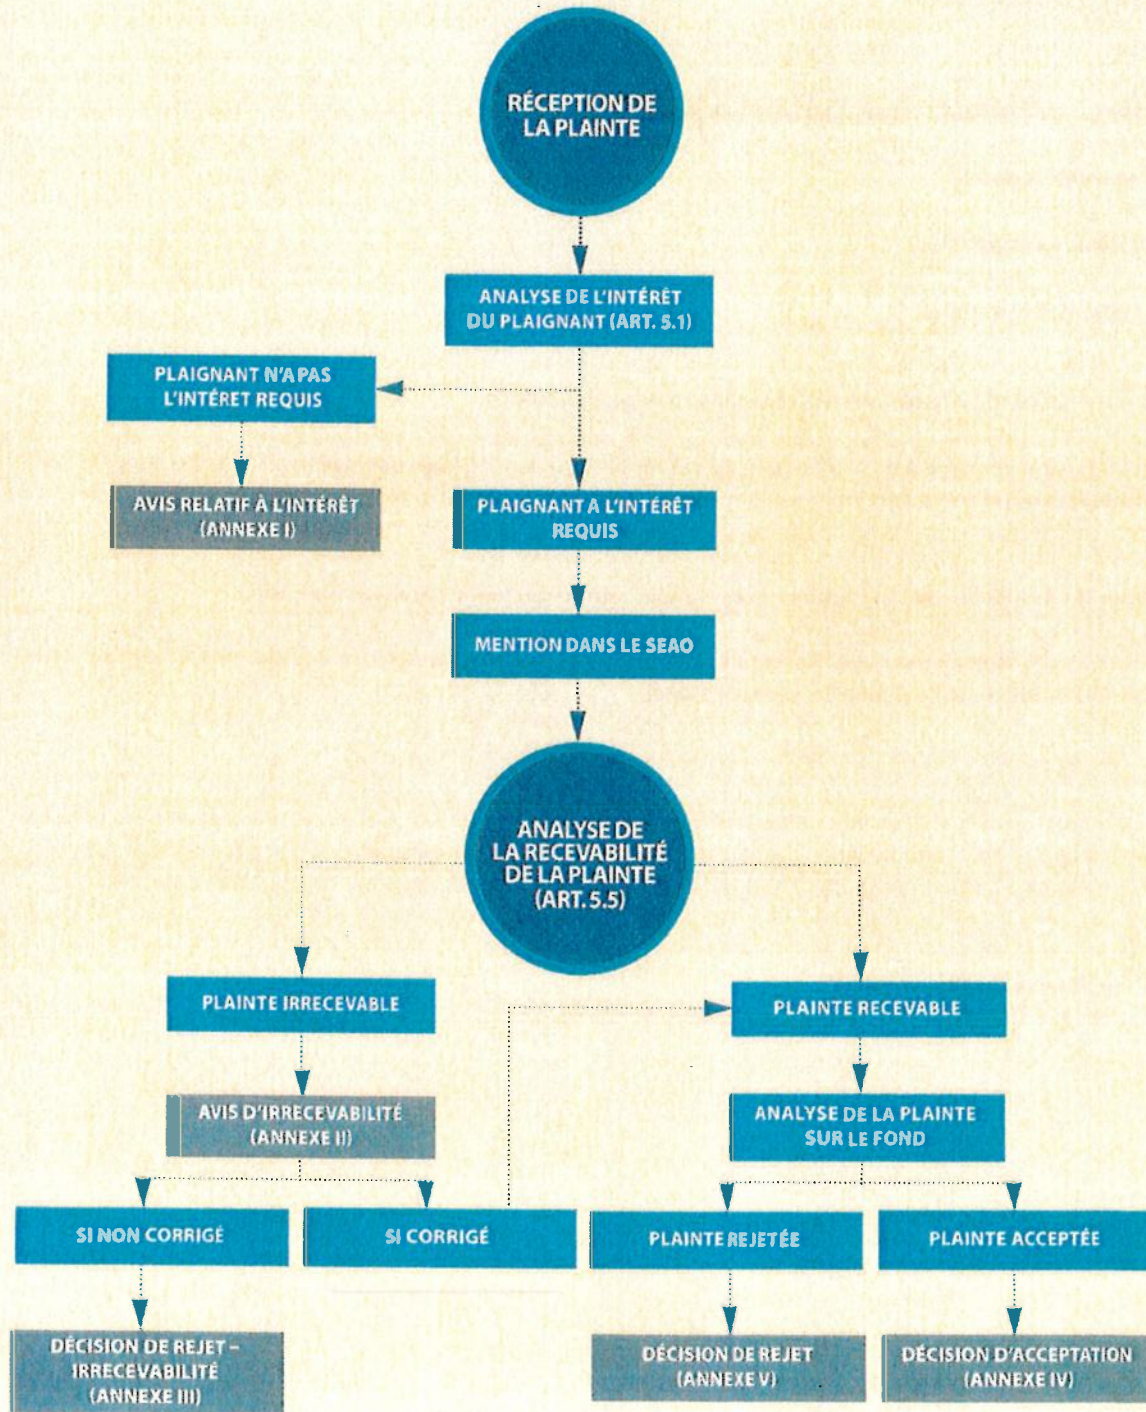 RÉCEPTION DE
LA PLAINTE
ANALYSE DE L'INTÉRÊT
DU PLAIGNANT (ART. 5.1)
PLAIGNANT N'A PAS
L'INTÉRET REQUIS
AVIS RELATIF À L'INTÉRÊT
(ANNEXE I)
PLAIGNANT A L'INTÉRÊT
REQUIS
MENTION DANS LE SEAO
ANALYSE DE
LA RECEVABILITÉ
DE LA PLAINTE
(ART. 5.5)
PLAINTE IRRECEVABLE
PLAINTE RECEVABLE
AVIS D'IRRECEVABILITÉ
(ANNEXE II)
ANALYSE DE LA PLAINTE
SUR LE FOND
SI NON CORRIGÉ
SI CORRIGÉ
PLAINTE REJETÉE
PLAINTE ACCEPTÉE
DÉCISION DE REJET –
IRRECEVABILITÉ
(ANNEXE III)
DÉCISION DE REJET
(ANNEXE V)
DÉCISION D'ACCEPTATION
(ANNEXE IV)